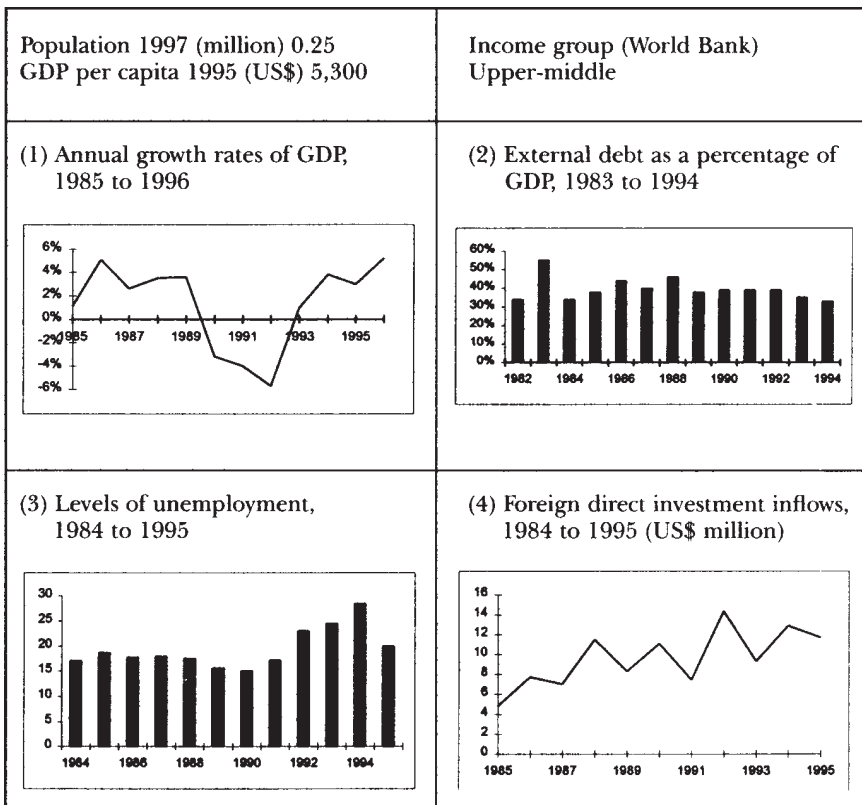 Population 1997 (million) 0.25
GDP per capita 1995 (US$) 5,300
Income group (World Bank)
Upper-middle
(1) Annual growth rates of GDP,
1985 to 1996
6%
4%
2%
0%
-2%
-4%
-6%
1985 1987 1989 1991 1993 1995
(2) External debt as a percentage of
GDP, 1983 to 1994
60%
50%
40%
30%
20%
10%
0%
1982 1984 1986 1988 1990 1992 1994
(3) Levels of unemployment,
1984 to 1995
30
25
20
15
10
5
0
1984 1986 1988 1990 1992 1994
(4) Foreign direct investment inflows,
1984 to 1995 (US$ million)
16
14
12
10
8
6
4
2
0
1985 1987 1989 1991 1993 1995